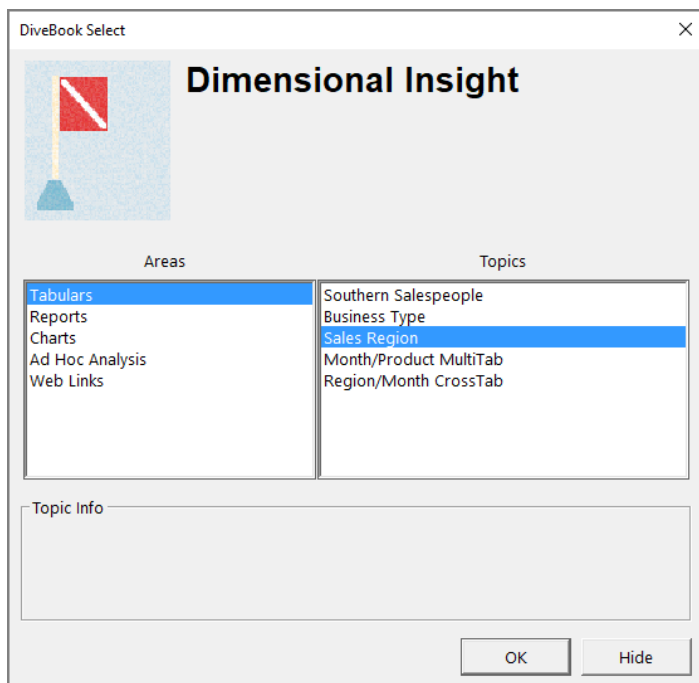 DiveBook Select
Dimensional Insight
Areas
Topics
Tabulars
Reports
Charts
Ad Hoc Analysis
Web Links
Southern Salespeople
Business Type
Sales Region
Month/Product MultiTab
Region/Month CrossTab
Topic Info
OK
Hide